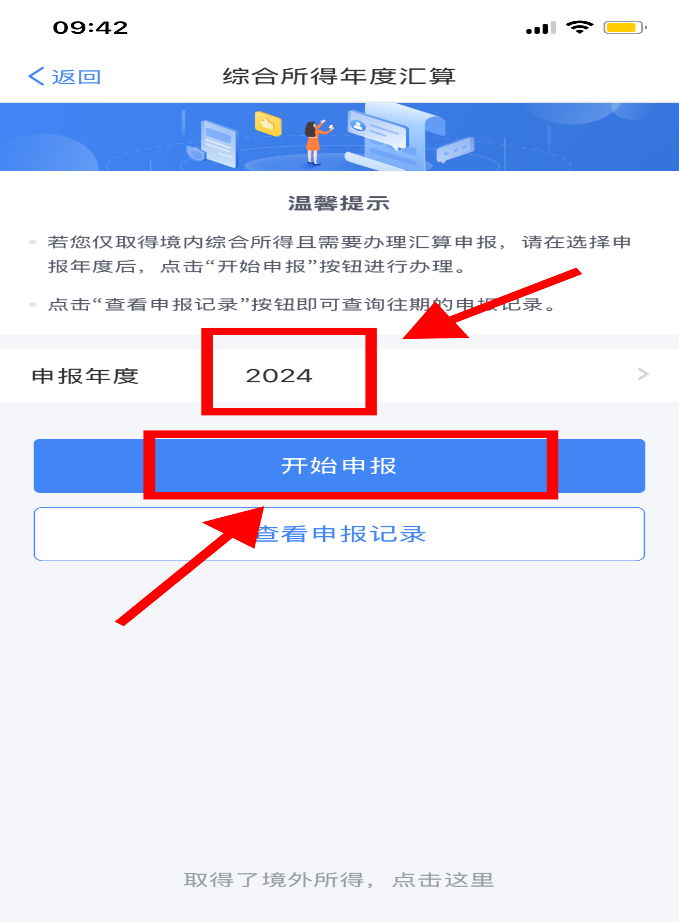 09:42
返回
综合所得年度汇算
温馨提示
若您仅取得境内综合所得且需要办理汇算申报，请在选择申
报年度后，点击“开始申报”按钮进行办理。
点击“查看申报记录”按钮即可查询往期的申报记录。
申报年度 2024
开始申报
查看申报记录
取得了境外所得，点击这里